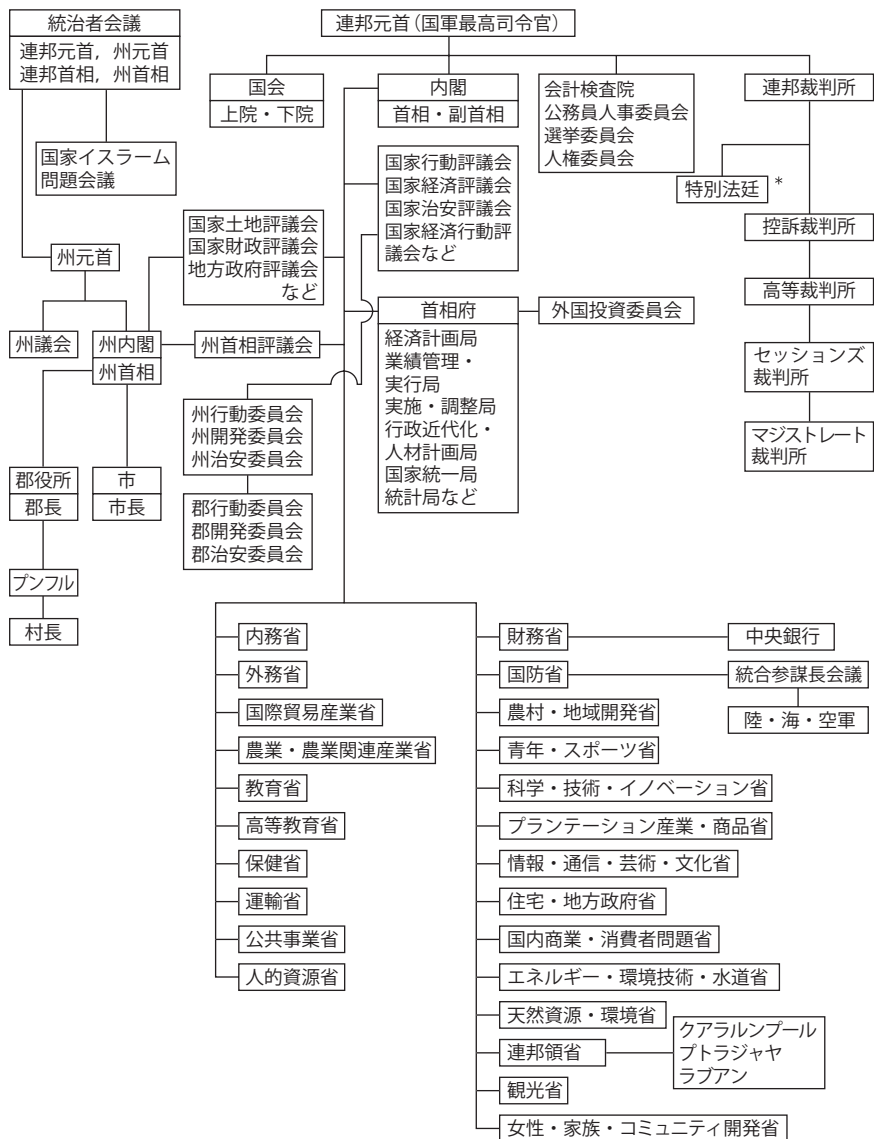 統治者会議
連邦元首，州元首
連邦首相，州首相
連邦元首（国軍最高司令官）
国会
上院・下院
内閣
首相・副首相
会計検査院
公務員人事委員会
選挙委員会
人権委員会
連邦裁判所
国家イスラーム
問題会議
国家行動評議会
国家経済評議会
国家治安評議会
国家経済行動評
議会など
特別法廷 *
国家土地評議会
国家財政評議会
地方政府評議会
など
控訴裁判所
州元首
高等裁判所
首相府
経済計画局
業績管理・
実行局
実施・調整局
行政近代化・
人材計画局
国家統一局
統計局など
外国投資委員会
州議会
州内閣
州首相
州首相評議会
セッションズ
裁判所
州行動委員会
州開発委員会
州治安委員会
マジストレート
裁判所
郡役所
郡長
市
市長
郡行動委員会
郡開発委員会
郡治安委員会
プンフル
村長
内務省
外務省
国際貿易産業省
農業・農業関連産業省
教育省
高等教育省
保健省
運輸省
公共事業省
人的資源省
財務省
中央銀行
国防省
統合参謀長会議
陸・海・空軍
農村・地域開発省
青年・スポーツ省
科学・技術・イノベーション省
プランテーション産業・商品省
情報・通信・芸術・文化省
住宅・地方政府省
国内商業・消費者問題省
エネルギー・環境技術・水道省
天然資源・環境省
連邦領省
クアラルンプール
プトラジャヤ
ラブアン
観光省
女性・家族・コミュニティ開発省